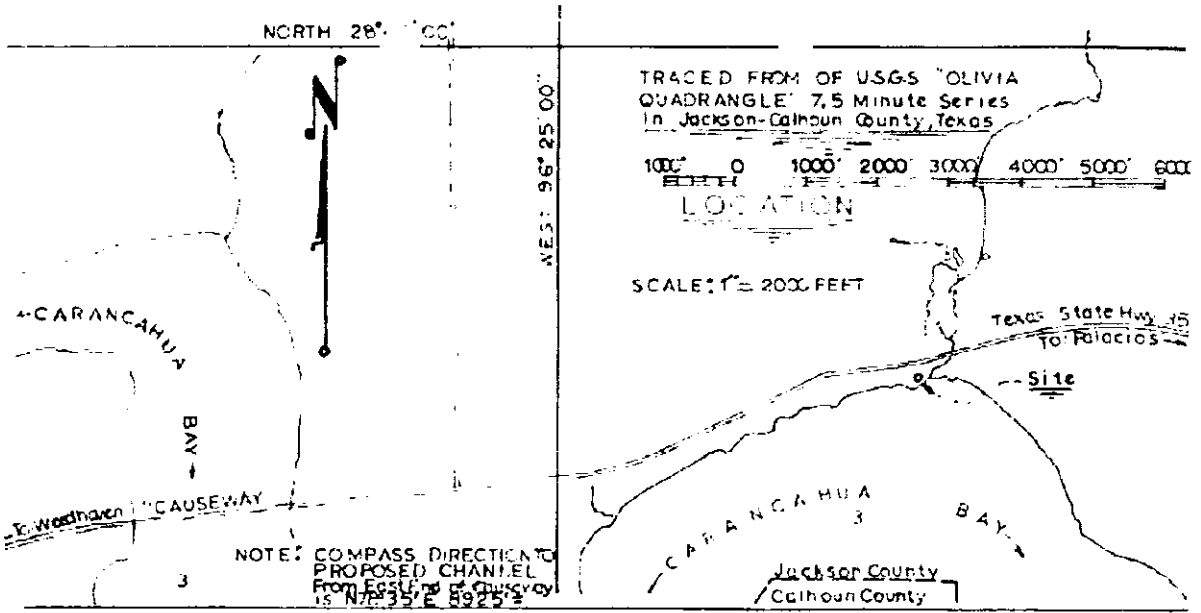 NORTH 28°
N
WEST 96° 25' 00"
TRACED FROM OF U.S.G.S "OLIVIA
QUADRANGLE" 7.5 Minute Series
In Jackson-Calhoun County, Texas
1000' 0 1000' 2000' 3000' 4000' 5000' 6000
LOCATION
SCALE: 1" = 2000 FEET
Texas State Hwy 35
To Palacios
Site
CARANCAHUA
BAY
To Woodhaven
CAUSEWAY
3
NOTE: COMPASS DIRECTION TO
PROPOSED CHANNEL
From East End of Causeway
CARANCAHUA
3
BAY
Jackson County
Calhoun County